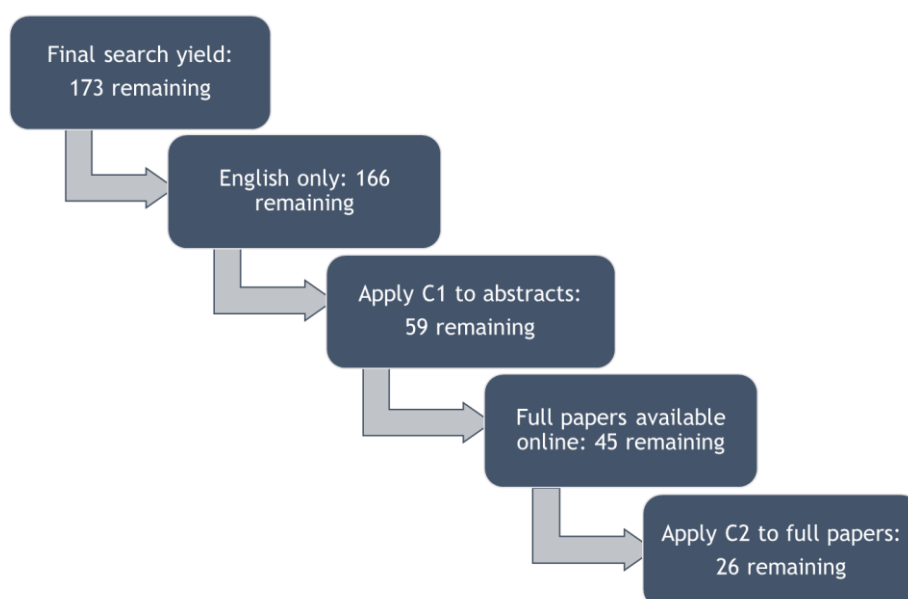 Final search yield:
173 remaining
English only: 166
remaining
Apply C1 to abstracts:
59 remaining
Full papers available
online: 45 remaining
Apply C2 to full papers:
26 remaining